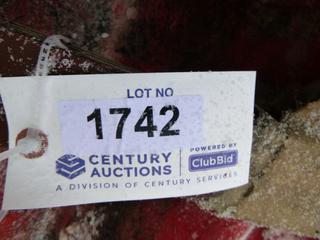 LOT NO
1742
CENTURY AUCTIONS
POWERED BY
ClubBid
A DIVISION OF CENTURY SERVICES